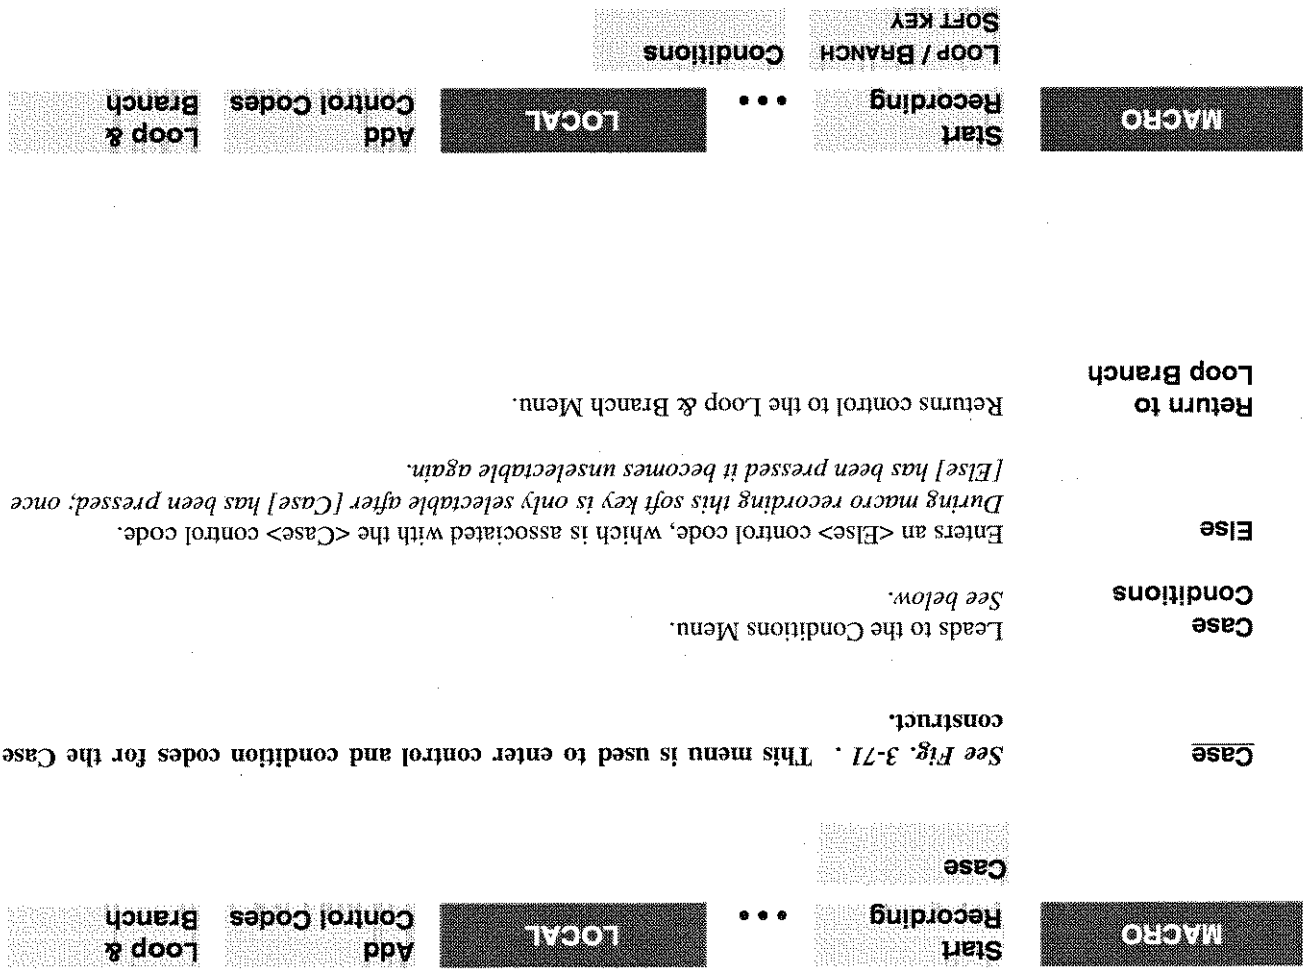 MACRO Start Recording ••• LOCAL Add Control Codes Loop & Branch
Case
Case
See Fig. 3-71 . This menu is used to enter control and condition codes for the Case
construct.
Case
Conditions
Leads to the Conditions Menu.
See below.
Else
Enters an <Else> control code, which is associated with the <Case> control code.
During macro recording this soft key is only selectable after [Case] has been pressed; once
[Else] has been pressed it becomes unselectable again.
Return to
Loop Branch
Returns control to the Loop & Branch Menu.
MACRO Start Recording ••• LOCAL Add Control Codes Loop & Branch
LOOP / BRANCH
SOFT KEY
Conditions